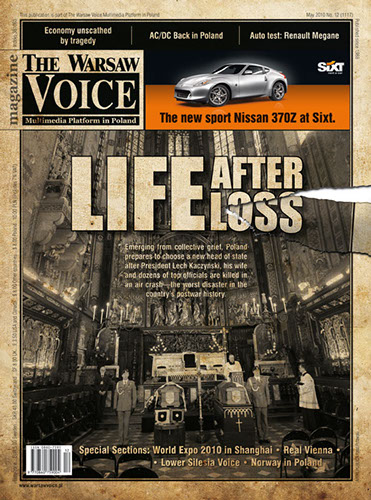 This publication is part of The Warsaw Voice Multimedia Platform in Poland
May 2010 No. 12 (1117)
Economy unscathed
by tragedy
AC/DC Back in Poland
Auto test: Renault Megane
magazine
THE WARSAW
VOICE
Multimedia Platform in Poland
SiXT
rent a car
The new sport Nissan 370Z at Sixt.
LIFE AFTER
LOSS
Emerging from collective grief, Poland
prepares to choose a new head of state
after President Lech Kaczyński, his wife
and dozens of top officials are killed in
an air crash—the worst disaster in the
country's postwar history.
Special Sections: World Expo 2010 in Shanghai • Real Vienna •
• Lower Silesia Voice • Norway in Poland
www.warsawvoice.pl